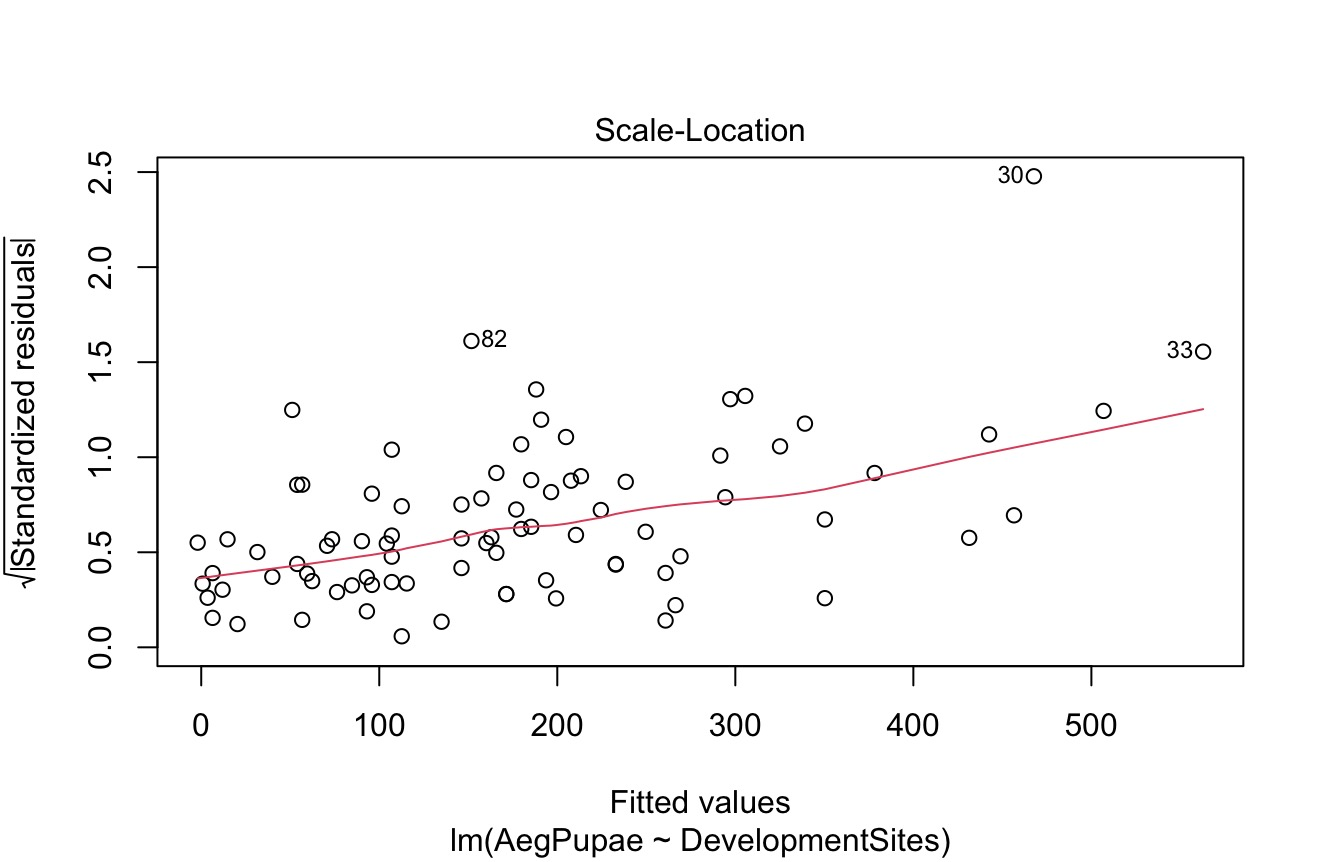 Scale-Location
√|Standardized residuals|
2.5
2.0
1.5
1.0
0.5
0.0
30
82
33
0 100 200 300 400 500
Fitted values
lm(AegPupae ~ DevelopmentSites)